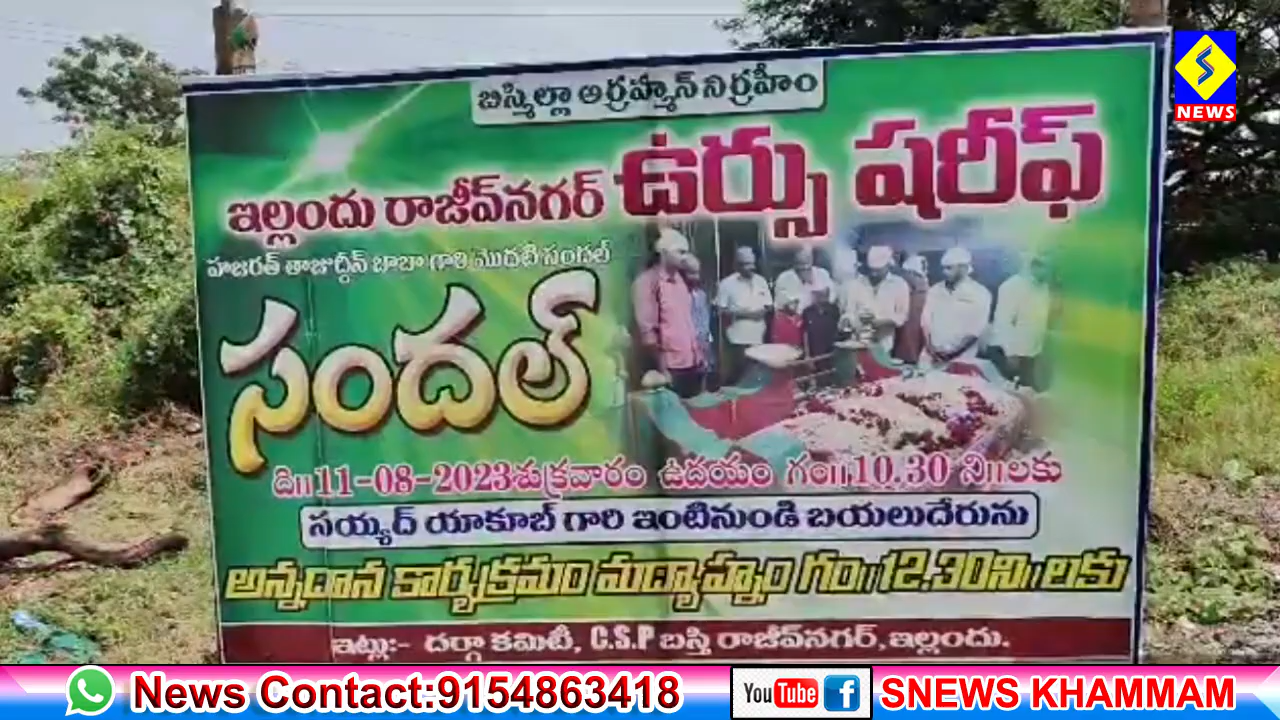 బిస్మిల్లా అర్రహ్మాన్ నిర్రహీం
ఇల్లందు రాజీవ్‌నగర్ ఉర్సు షరీఫ్
హజరత్ తాజుద్దీన్ బాబా గారి మొదటి సందల్
సందల్
ది॥11-08-2023శుక్రవారం ఉదయం గం॥10.30 ని॥లకు
సయ్యద్ యాకూబ్ గారి ఇంటినుండి బయలుదేరును
అన్నదాన కార్యక్రమం మద్యాహ్నం గం॥12.30ని॥లకు
ఇట్లు:- దర్గా కమిటీ, C.S.P బస్తి రాజీవ్‌నగర్, ఇల్లందు.
S
NEWS
News Contact:9154863418
YouTube f
SNEWS KHAMMAM